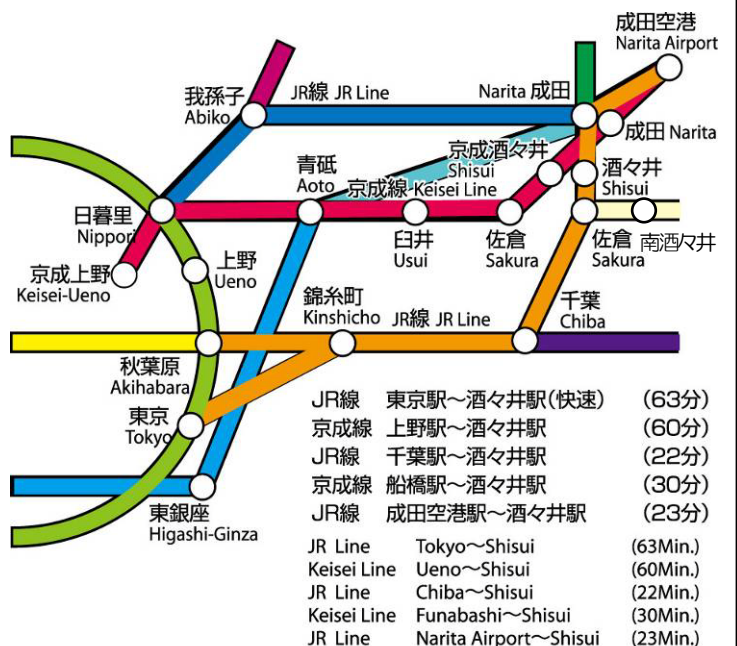 成田空港
Narita Airport
我孫子
Abiko
JR線 JR Line
Narita 成田
成田 Narita
青砥
Aoto
京成酒々井
Shisui
酒々井
Shisui
京成線 Keisei Line
日暮里
Nippori
臼井
Usui
佐倉
Sakura
佐倉
Sakura
南酒々井
京成上野
Keisei-Ueno
上野
Ueno
錦糸町
Kinshicho
JR線 JR Line
千葉
Chiba
秋葉原
Akihabara
東京
Tokyo
東銀座
Higashi-Ginza
JR線 東京駅～酒々井駅(快速) (63分)
京成線 上野駅～酒々井駅 (60分)
JR線 千葉駅～酒々井駅 (22分)
京成線 船橋駅～酒々井駅 (30分)
JR線 成田空港駅～酒々井駅 (23分)
JR Line Tokyo～Shisui (63Min.)
Keisei Line Ueno～Shisui (60Min.)
JR Line Chiba～Shisui (22Min.)
Keisei Line Funabashi～Shisui (30Min.)
JR Line Narita Airport～Shisui (23Min.)